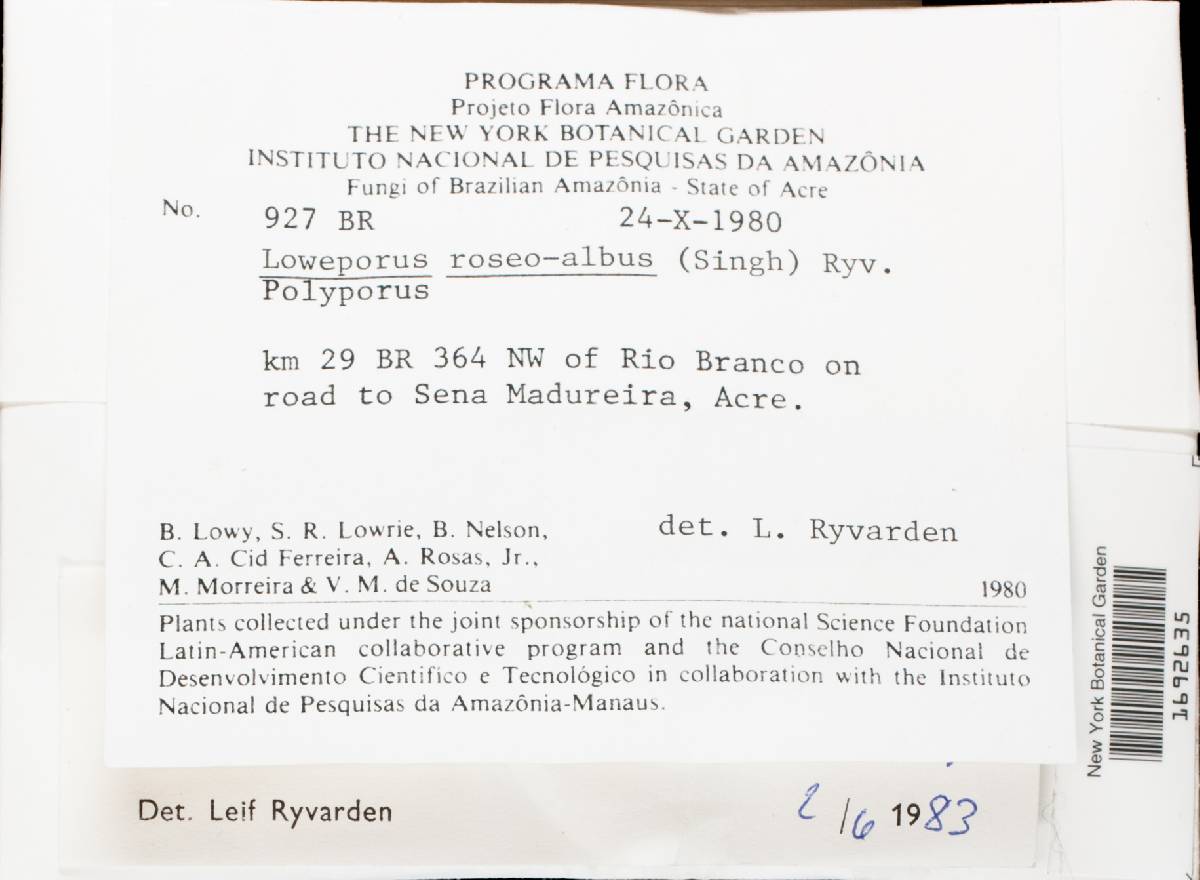 PROGRAMA FLORA
Projeto Flora Amazônica
THE NEW YORK BOTANICAL GARDEN
INSTITUTO NACIONAL DE PESQUISAS DA AMAZÔNIA
Fungi of Brazilian Amazônia - State of Acre
No. 927 BR 24-X-1980
Loweporus roseo-albus (Singh) Ryv.
Polyporus
km 29 BR 364 NW of Rio Branco on
road to Sena Madureira, Acre.
B. Lowy, S. R. Lowrie, B. Nelson, det. L. Ryvarden
C. A. Cid Ferreira, A. Rosas, Jr.,
M. Morreira & V. M. de Souza 1980
Plants collected under the joint sponsorship of the national Science Foundation
Latin-American collaborative program and the Conselho Nacional de
Desenvolvimento Cientifico e Tecnológico in collaboration with the Instituto
Nacional de Pesquisas da Amazônia-Manaus.
Det. Leif Ryvarden 2/6 1983
New York Botanical Garden
1692635